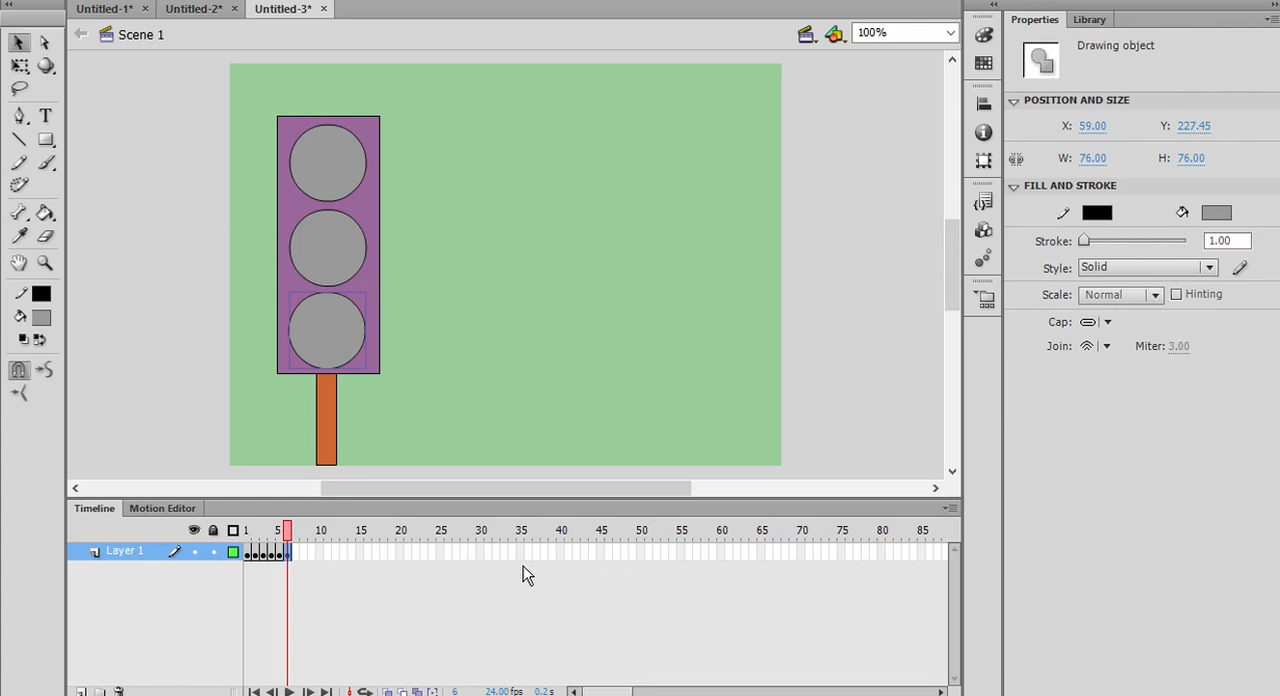 Untitled-1* × Untitled-2* × Untitled-3* ×
Properties Library
Scene 1
100%
Drawing object
POSITION AND SIZE
X: 59.00 Y: 227.45
W: 76.00 H: 76.00
FILL AND STROKE
Stroke: 1.00
Style: Solid
Scale: Normal Hinting
Cap:
Join: Miter: 3.00
T
Timeline Motion Editor
1 5 10 15 20 25 30 35 40 45 50 55 60 65 70 75 80 85
Layer 1
6 24.00 fps 0.2 s